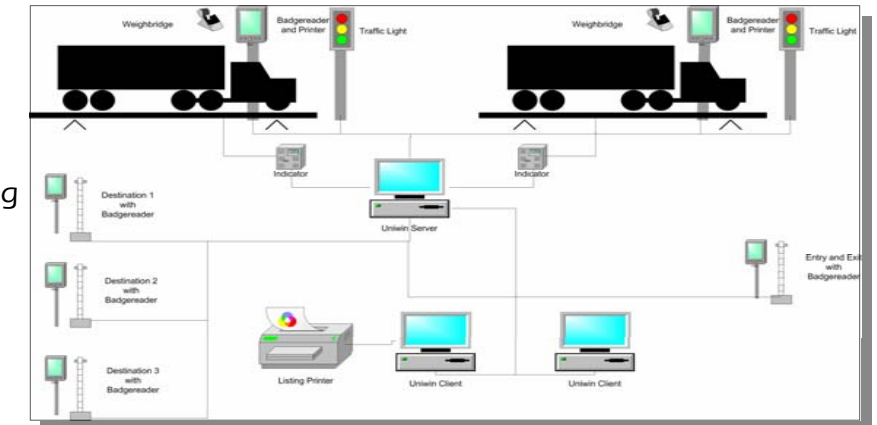 Weighbridge
Badgereader
and Printer
Traffic Light
Weighbridge
Badgereader
and Printer
Traffic Light
Indicator
Indicator
g
Destination 1
with
Badgereader
Uniwin Server
Entry and Exit
with
Badgereader
Destination 2
with
Badgereader
Destination 3
with
Badgereader
Listing Printer
Uniwin Client
Uniwin Client